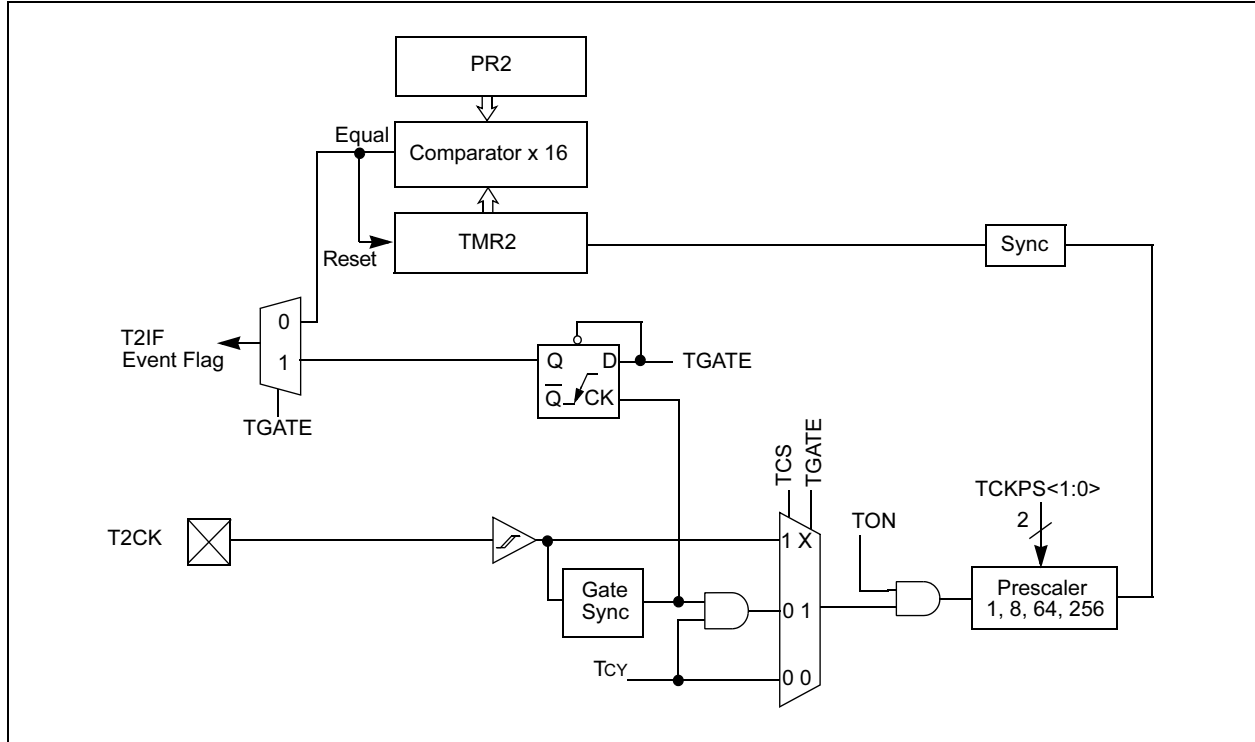 PR2
Equal
Comparator x 16
TMR2
Reset
Sync
0
T2IF
Event Flag
1
Q
D
TGATE
Q̅
CK
TGATE
TCS
TGATE
TCKPS<1:0>
2
TON
T2CK
1 X
Prescaler
1, 8, 64, 256
Gate
Sync
0 1
TCY
0 0